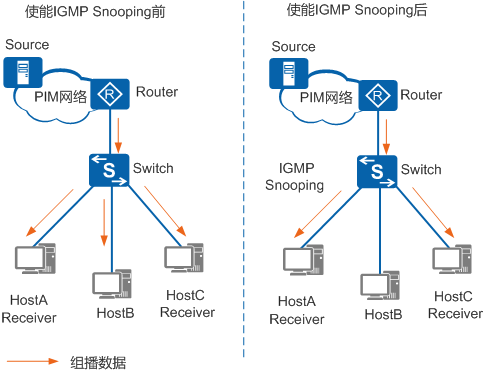 使能IGMP Snooping前
Source
PIM网络
R
Router
S
Switch
HostA
Receiver
HostB
HostC
Receiver
组播数据
使能IGMP Snooping后
Source
PIM网络
R
Router
IGMP
Snooping
S
Switch
HostA
Receiver
HostB
HostC
Receiver